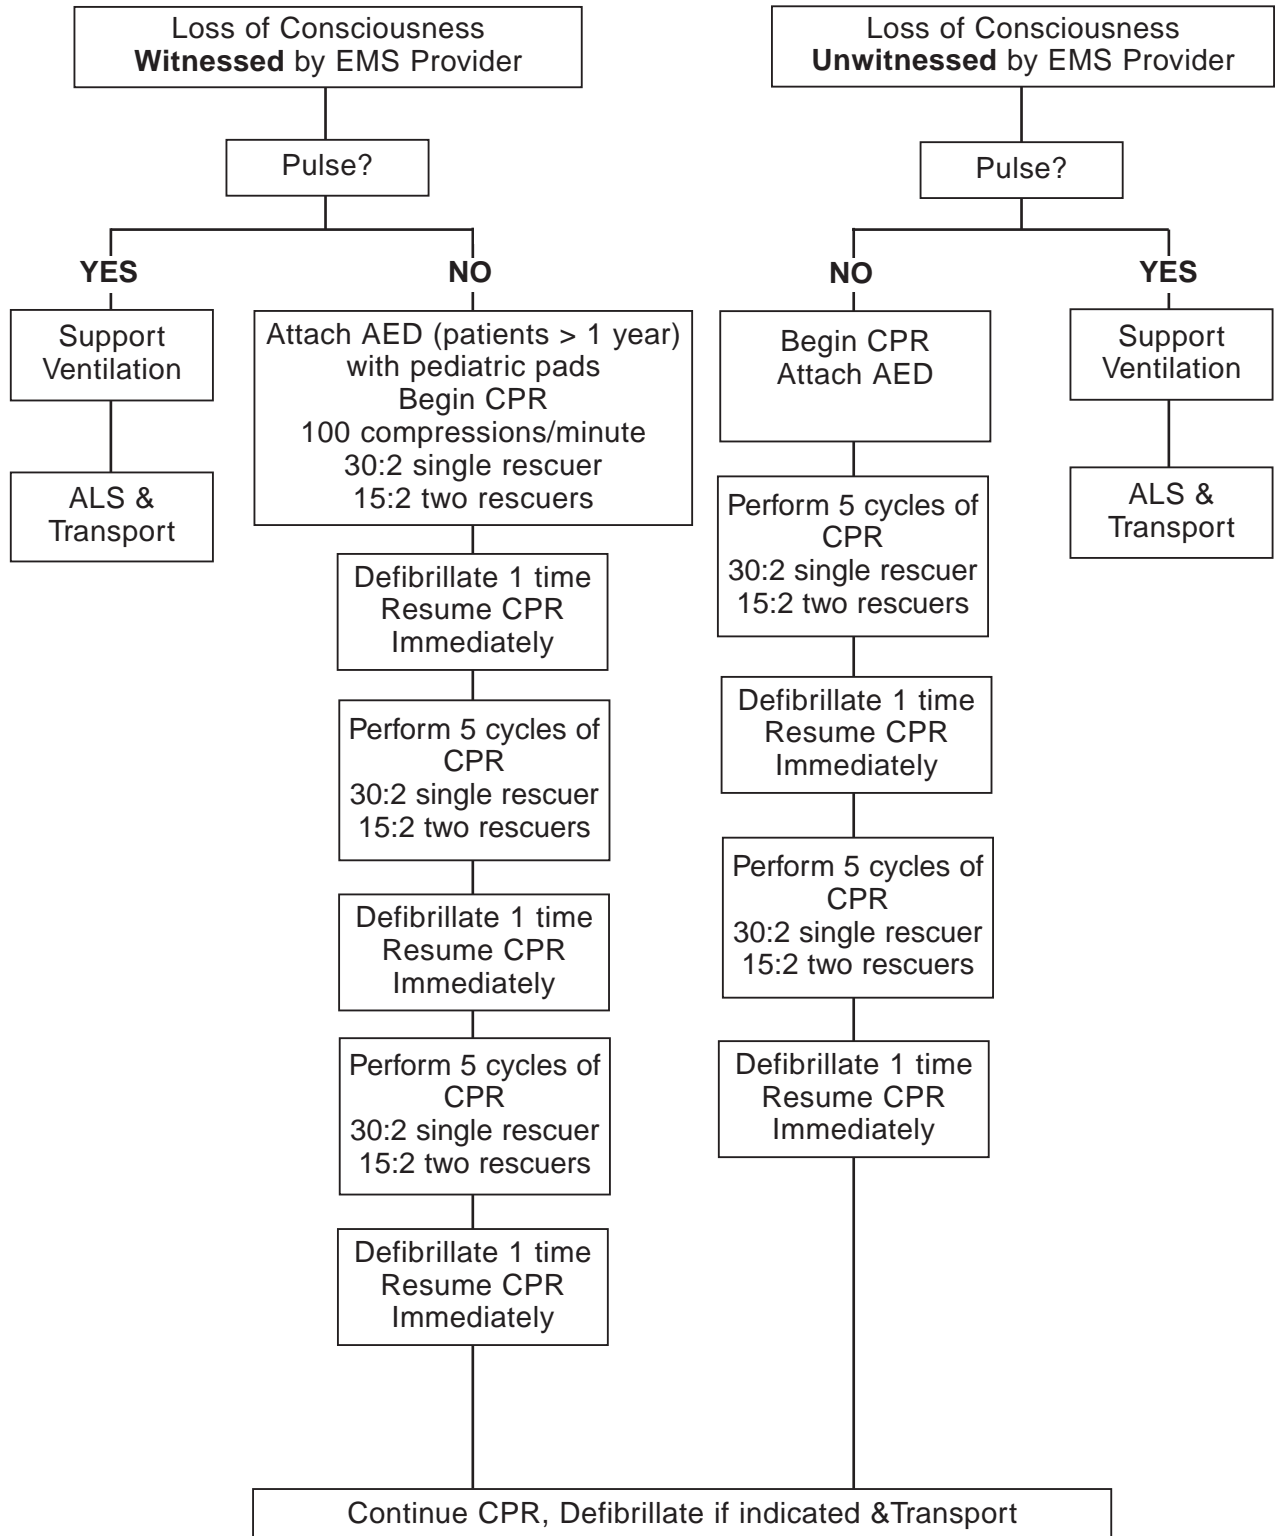 Loss of Consciousness
Witnessed by EMS Provider
Pulse?
YES
NO
Support
Ventilation
ALS &
Transport
Attach AED (patients > 1 year)
with pediatric pads
Begin CPR
100 compressions/minute
30:2 single rescuer
15:2 two rescuers
Defibrillate 1 time
Resume CPR
Immediately
Perform 5 cycles of
CPR
30:2 single rescuer
15:2 two rescuers
Defibrillate 1 time
Resume CPR
Immediately
Perform 5 cycles of
CPR
30:2 single rescuer
15:2 two rescuers
Defibrillate 1 time
Resume CPR
Immediately
Loss of Consciousness
Unwitnessed by EMS Provider
Pulse?
NO
YES
Begin CPR
Attach AED
Perform 5 cycles of
CPR
30:2 single rescuer
15:2 two rescuers
Defibrillate 1 time
Resume CPR
Immediately
Perform 5 cycles of
CPR
30:2 single rescuer
15:2 two rescuers
Defibrillate 1 time
Resume CPR
Immediately
Support
Ventilation
ALS &
Transport
Continue CPR, Defibrillate if indicated &Transport